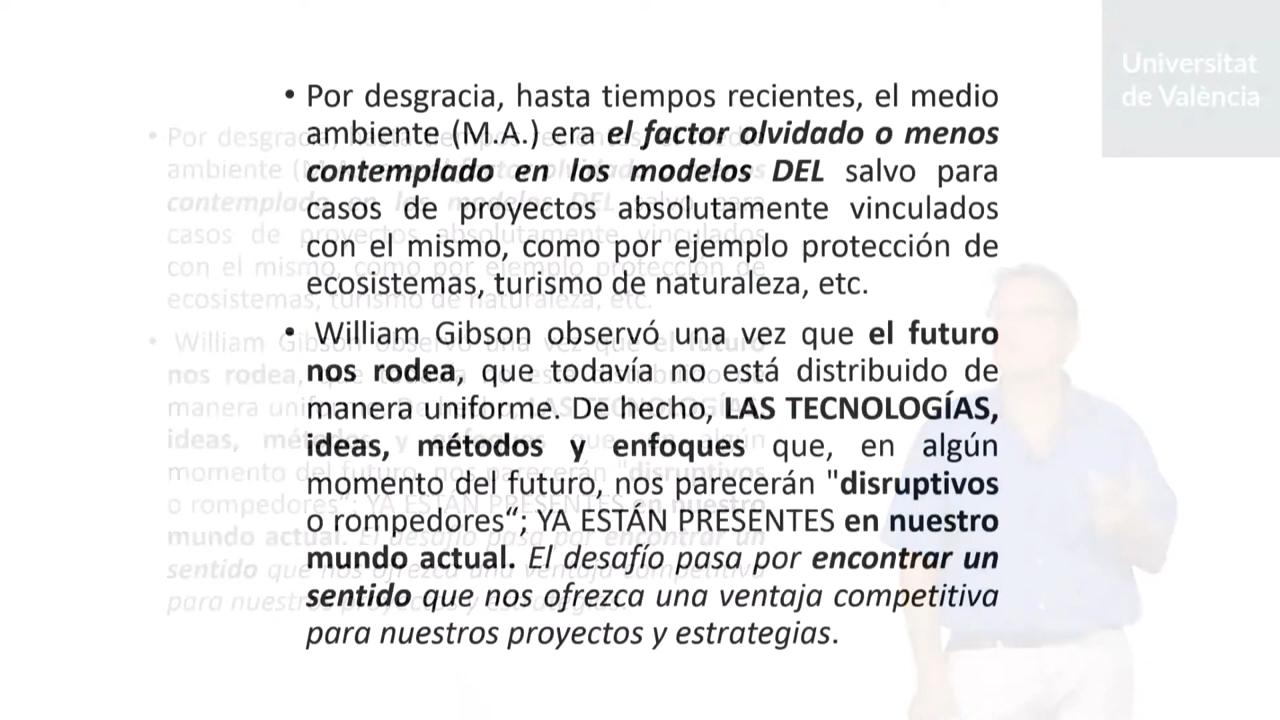 Universitat
de València
• Por desgracia, hasta tiempos recientes, el medio
ambiente (M.A.) era el factor olvidado o menos
contemplado en los modelos DEL salvo para
casos de proyectos absolutamente vinculados
con el mismo, como por ejemplo protección de
ecosistemas, turismo de naturaleza, etc.
• William Gibson observó una vez que el futuro
nos rodea, que todavía no está distribuido de
manera uniforme. De hecho, LAS TECNOLOGÍAS,
ideas, métodos y enfoques que, en algún
momento del futuro, nos parecerán "disruptivos
o rompedores“; YA ESTÁN PRESENTES en nuestro
mundo actual. El desafío pasa por encontrar un
sentido que nos ofrezca una ventaja competitiva
para nuestros proyectos y estrategias.